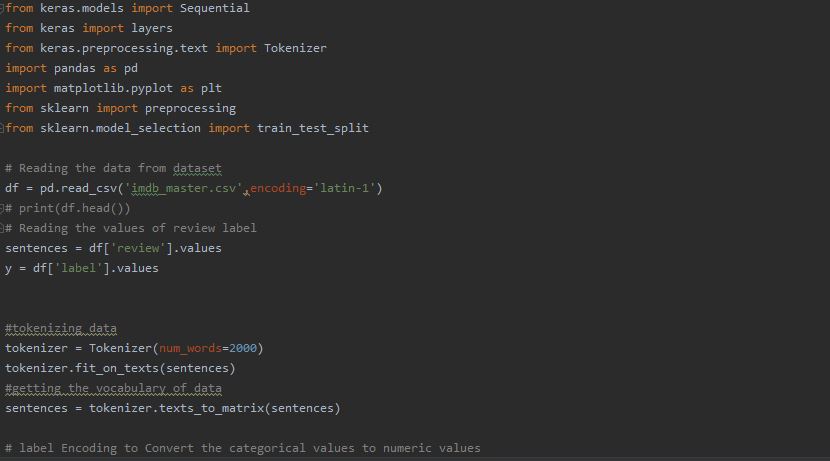 from keras.models import Sequential
from keras import layers
from keras.preprocessing.text import Tokenizer
import pandas as pd
import matplotlib.pyplot as plt
from sklearn import preprocessing
from sklearn.model_selection import train_test_split
# Reading the data from dataset
df = pd.read_csv('imdb_master.csv',encoding='latin-1')
# print(df.head())
# Reading the values of review label
sentences = df['review'].values
y = df['label'].values
#tokenizing data
tokenizer = Tokenizer(num_words=2000)
tokenizer.fit_on_texts(sentences)
#getting the vocabulary of data
sentences = tokenizer.texts_to_matrix(sentences)
# label Encoding to Convert the categorical values to numeric values